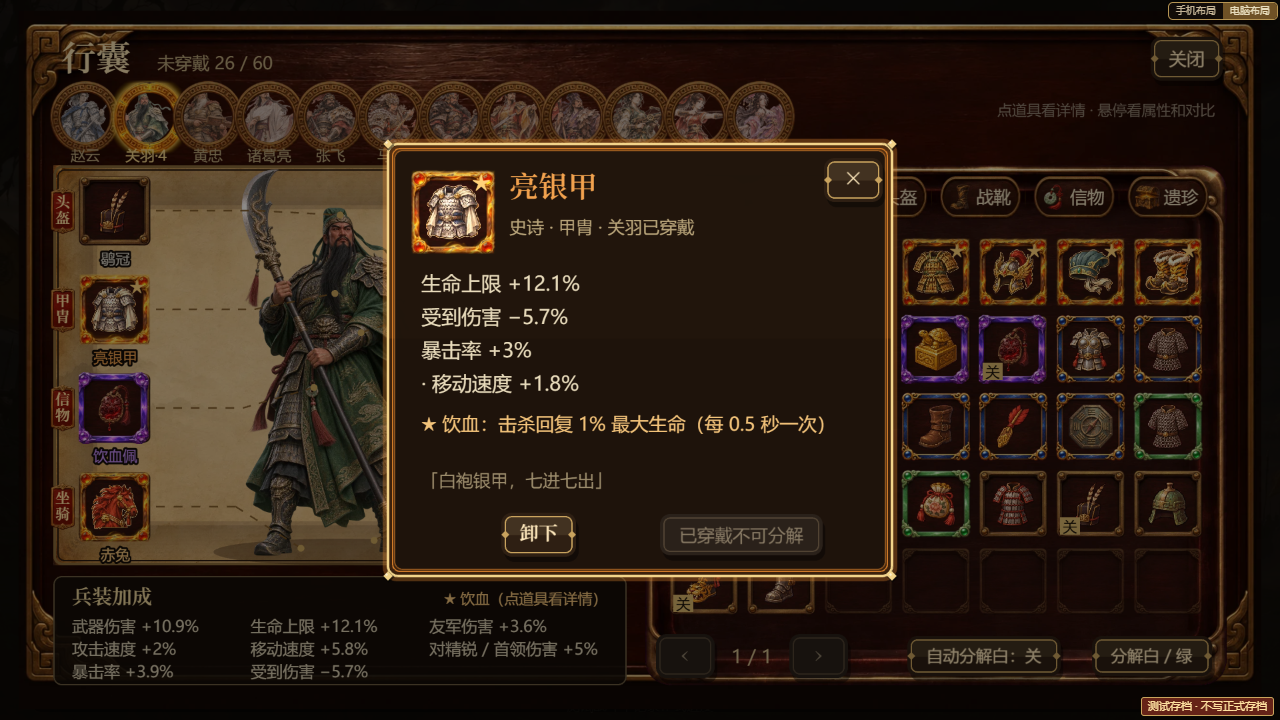 手机布局 电脑布局
行囊 未穿戴 26 / 60
关闭
点道具看详情 · 悬停看属性和对比
赵云 关羽·4 黄忠 诸葛亮 张飞
头盔
鹖冠
甲胄
亮银甲
信物
饮血佩
坐骑
赤兔
亮银甲
史诗 · 甲胄 · 关羽已穿戴
生命上限 +12.1%
受到伤害 −5.7%
暴击率 +3%
· 移动速度 +1.8%
★ 饮血：击杀回复 1% 最大生命（每 0.5 秒一次）
「白袍银甲，七进七出」
卸下
已穿戴不可分解
盔 战靴 信物 遗珍
关
关
关
兵装加成
★ 饮血（点道具看详情）
武器伤害 +10.9% 生命上限 +12.1% 友军伤害 +3.6%
攻击速度 +2% 移动速度 +5.8% 对精锐 / 首领伤害 +5%
暴击率 +3.9% 受到伤害 −5.7%
‹ 1 / 1 ›
自动分解白：关
分解白 / 绿
测试存档 · 不写正式存档